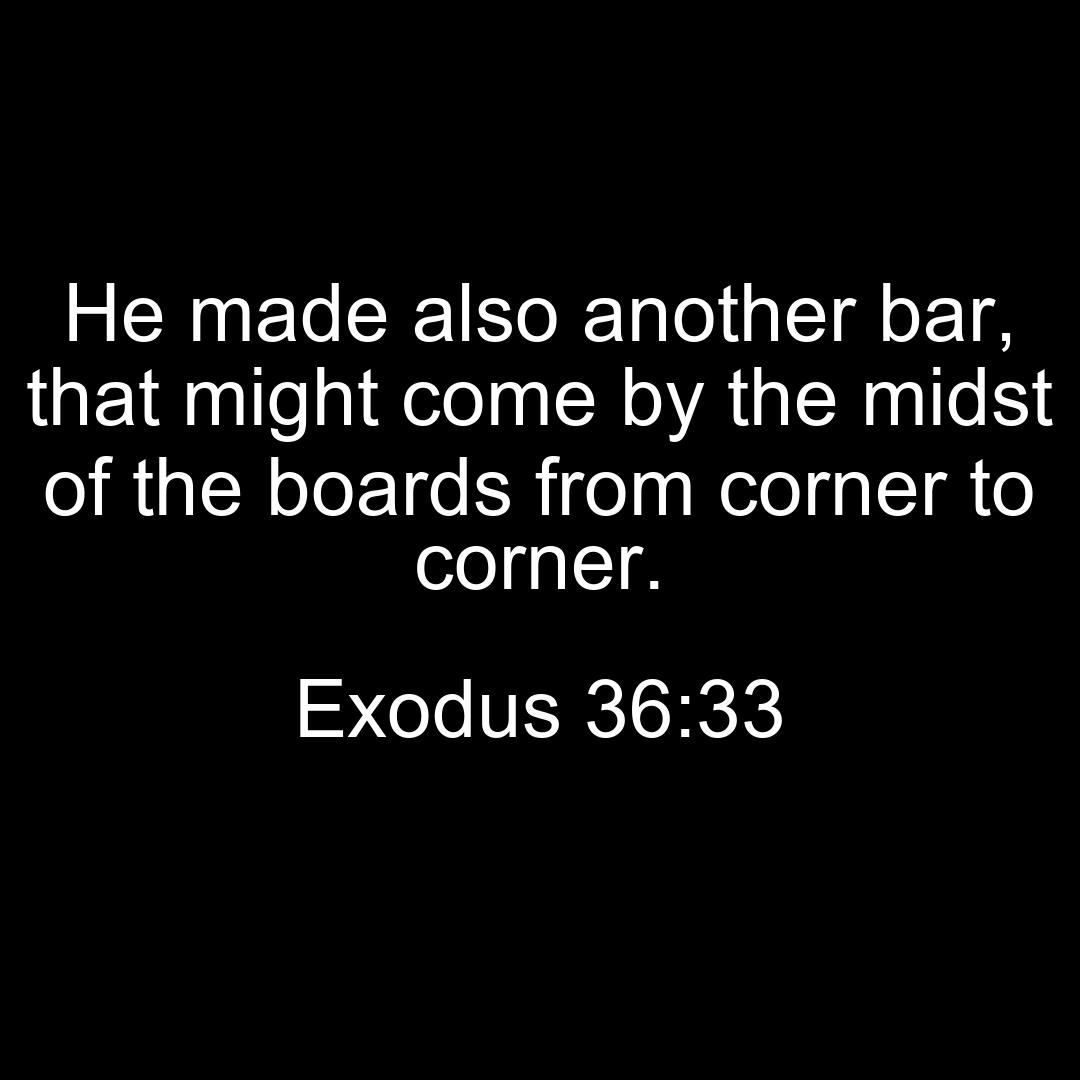 He made also another bar,
that might come by the midst
of the boards from corner to
corner.
Exodus 36:33